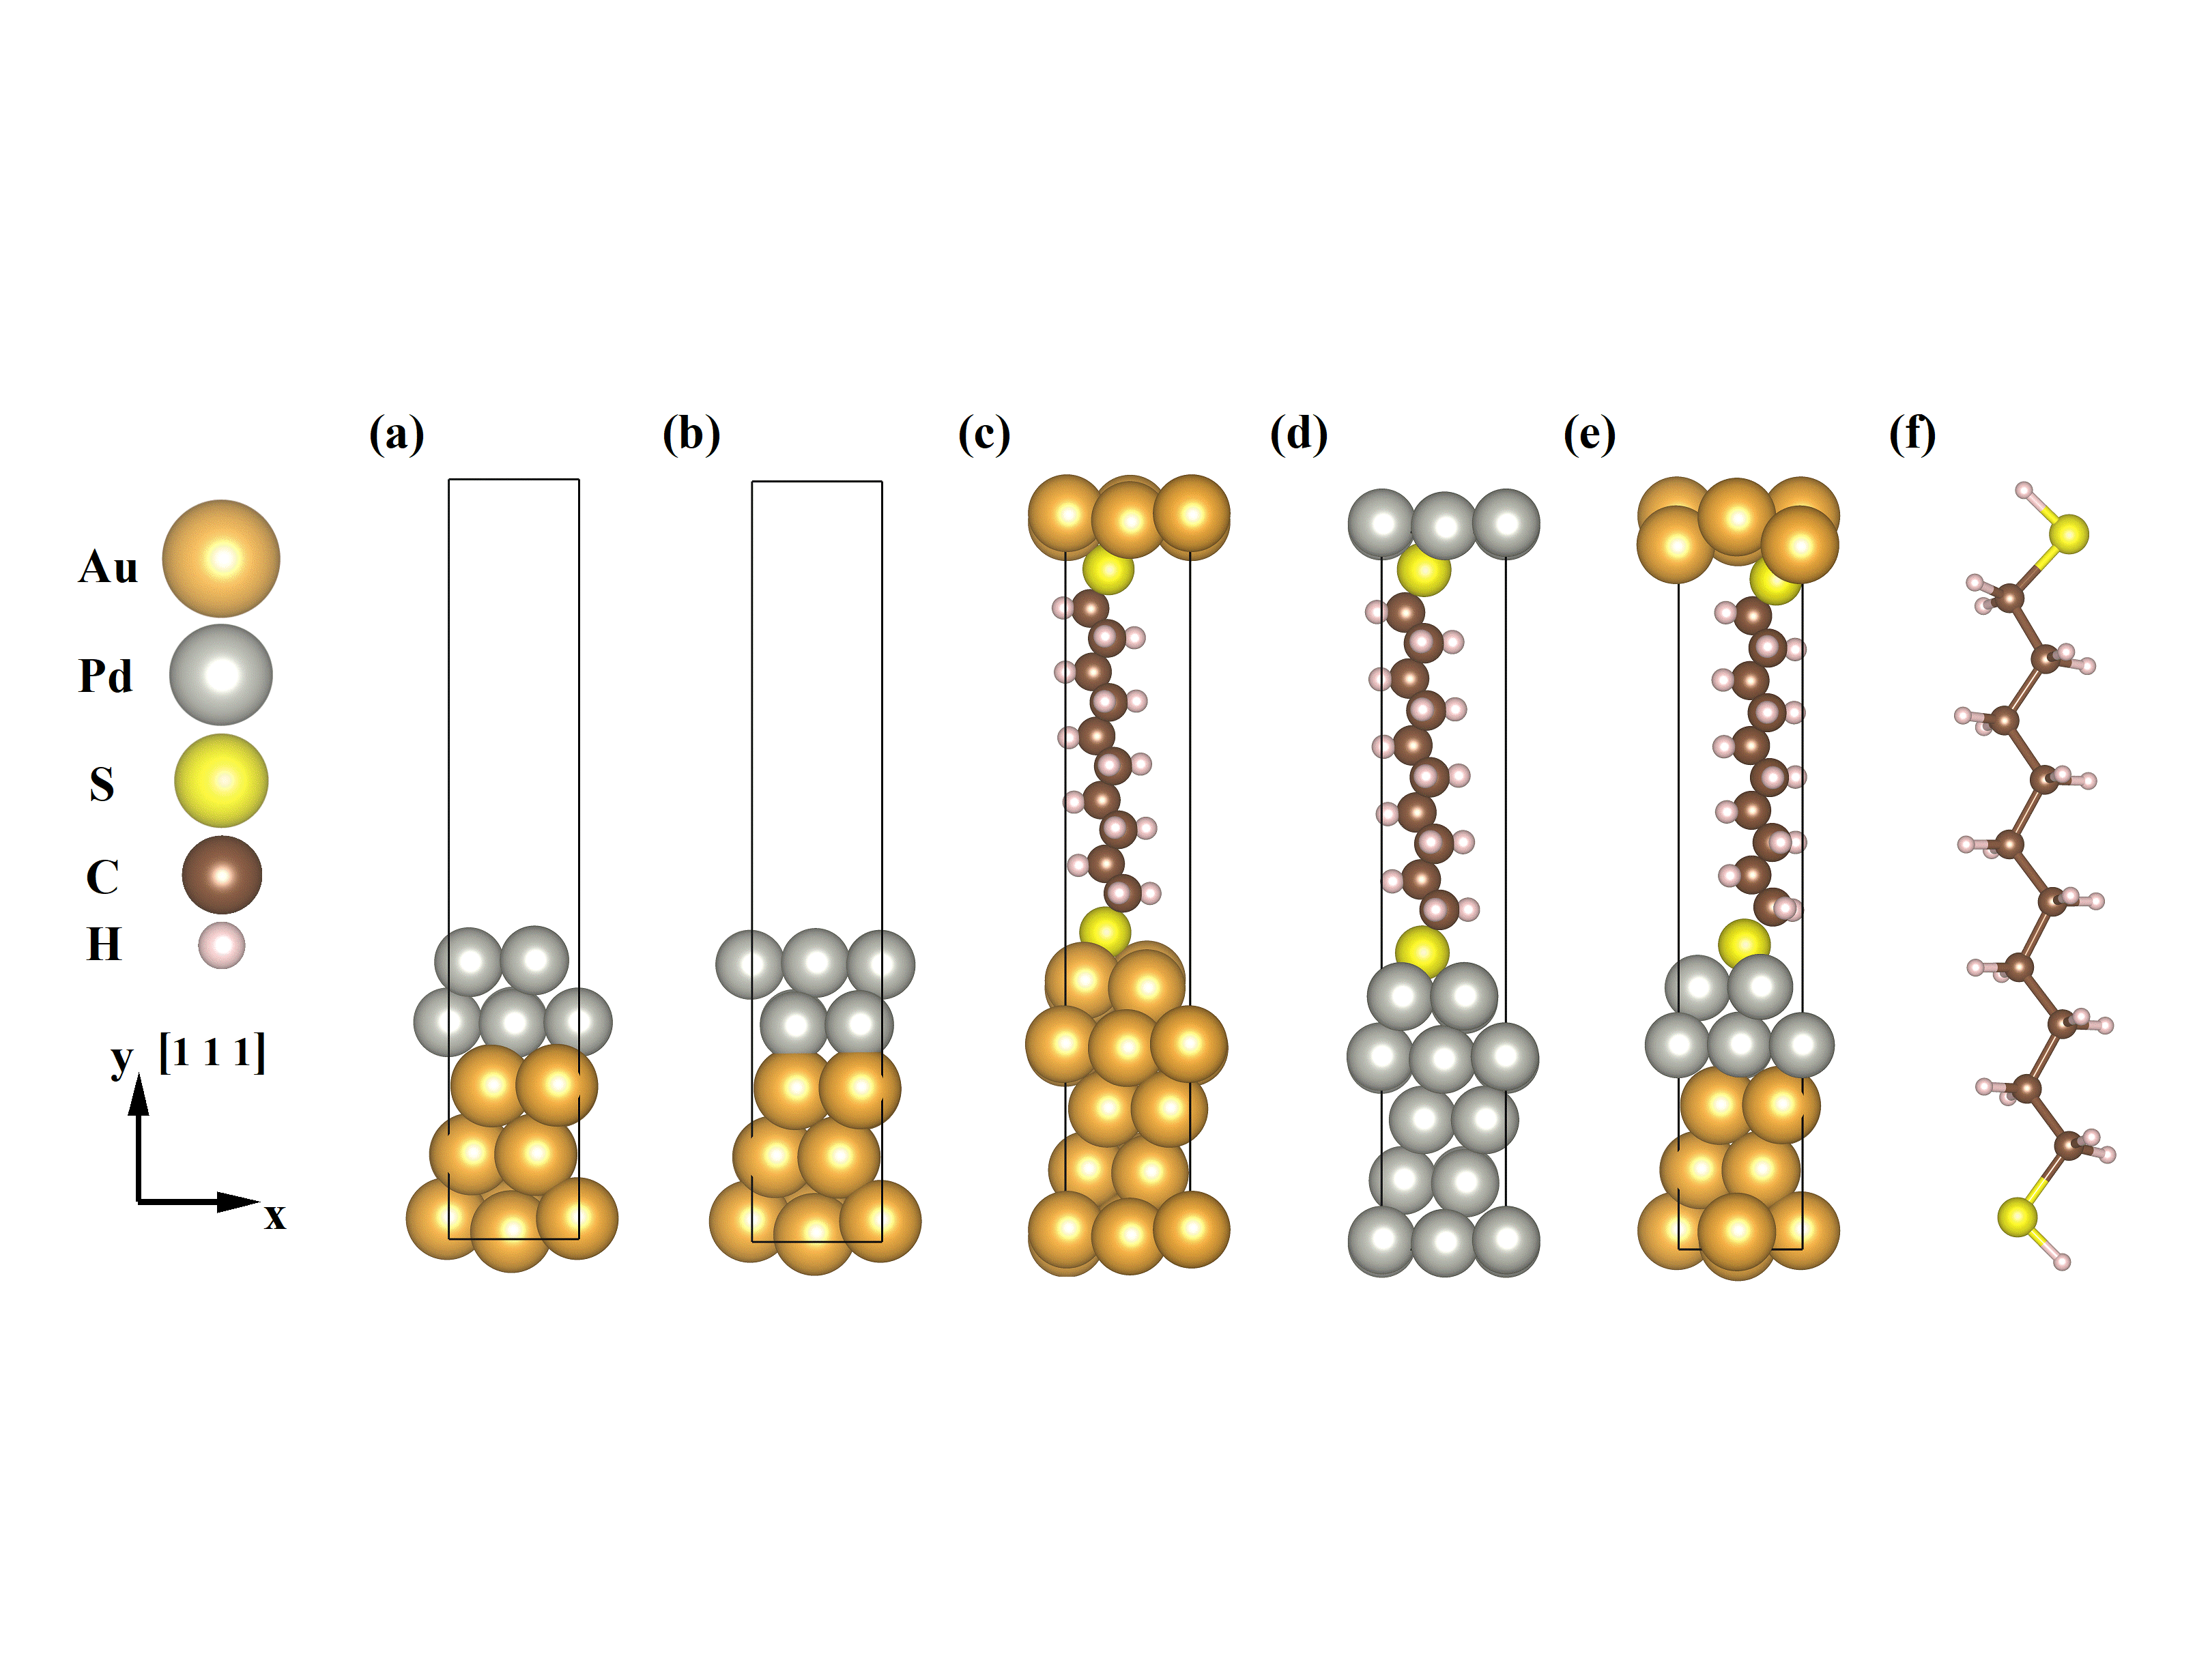 (a)
(b)
(c)
(d)
(e)
(f)
Au
Pd
S
C
H
y [1 1 1]
x